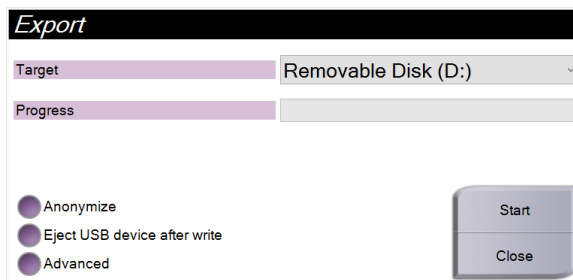 Export
Target
Removable Disk (D:)
Progress
Anonymize
Eject USB device after write
Advanced
Start
Close